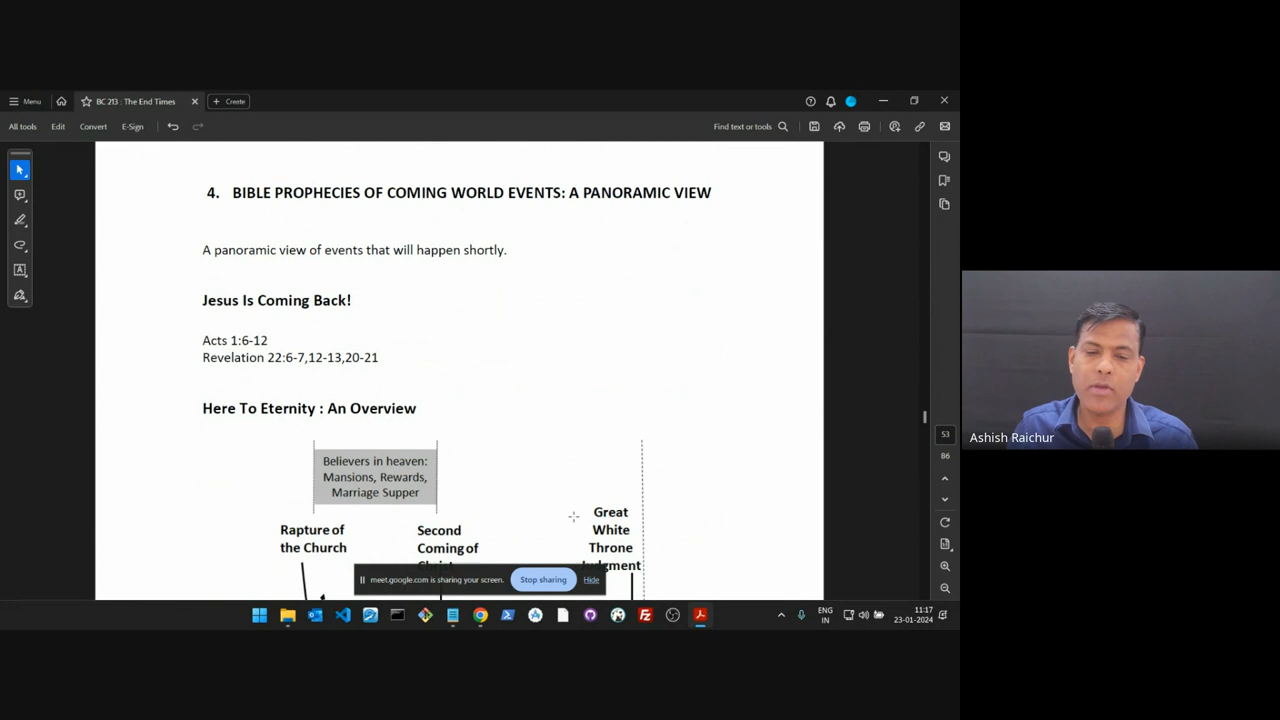 Menu
BC 213 : The End Times
Create
All tools
Edit
Convert
E-Sign
Find text or tools
4. BIBLE PROPHECIES OF COMING WORLD EVENTS: A PANORAMIC VIEW
A panoramic view of events that will happen shortly.
Jesus Is Coming Back!
Acts 1:6-12
Revelation 22:6-7,12-13,20-21
Here To Eternity : An Overview
Believers in heaven:
Mansions, Rewards,
Marriage Supper
Rapture of
the Church
Second
Coming of
Great
White
Throne
Judgment
53
86
meet.google.com is sharing your screen.
Stop sharing
Hide
ENG
IN
11:17
23-01-2024
Ashish Raichur